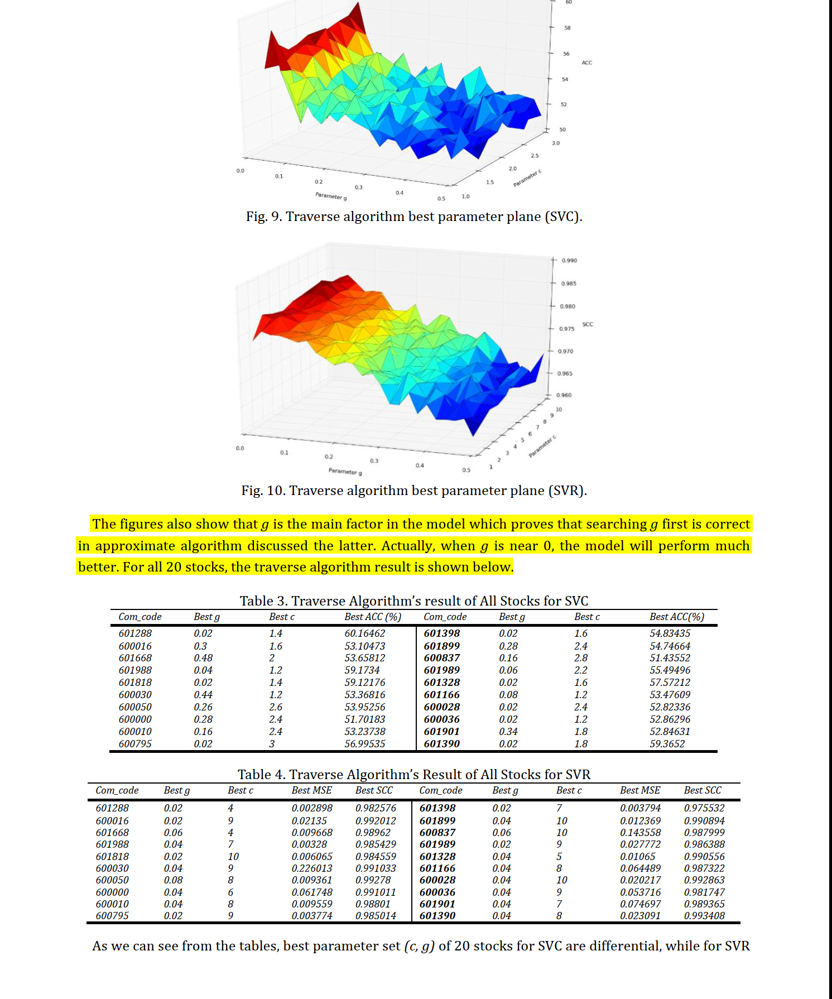 60
58
56
ACC
54
52
50
3.0
2.5
2.0
Parameter c
1.5
1.0
0.0
0.1
0.2
0.3
0.4
0.5
Parameter g
Fig. 9. Traverse algorithm best parameter plane (SVC).
0.990
0.985
0.980
SCC
0.975
0.970
0.965
0.960
10
9
8
7
6
5
4
3
2
1
Parameter c
0.0
0.1
0.2
0.3
0.4
0.5
Parameter g
Fig. 10. Traverse algorithm best parameter plane (SVR).
The figures also show that g is the main factor in the model which proves that searching g first is correct
in approximate algorithm discussed the latter. Actually, when g is near 0, the model will perform much
better. For all 20 stocks, the traverse algorithm result is shown below.
Table 3. Traverse Algorithm's result of All Stocks for SVC
Com_code Best g Best c Best ACC (%) Com_code Best g Best c Best ACC(%)
601288 0.02 1.4 60.16462 601398 0.02 1.6 54.83435
600016 0.3 1.6 53.10473 601899 0.28 2.4 54.74664
601668 0.48 2 53.65812 600837 0.16 2.8 51.43552
601988 0.04 1.2 59.1734 601989 0.06 2.2 55.49496
601818 0.02 1.4 59.12176 601328 0.02 1.6 57.57212
600030 0.44 1.2 53.36816 601166 0.08 1.2 53.47609
600050 0.26 2.6 53.95256 600028 0.02 2.4 52.82336
600000 0.28 2.4 51.70183 600036 0.02 1.2 52.86296
600010 0.16 2.4 53.23738 601901 0.34 1.8 52.84631
600795 0.02 3 56.99535 601390 0.02 1.8 59.3652
Table 4. Traverse Algorithm's Result of All Stocks for SVR
Com_code Best g Best c Best MSE Best SCC Com_code Best g Best c Best MSE Best SCC
601288 0.02 4 0.002898 0.982576 601398 0.02 7 0.003794 0.975532
600016 0.02 9 0.02135 0.992012 601899 0.04 10 0.012369 0.990894
601668 0.06 4 0.009668 0.98962 600837 0.06 10 0.143558 0.987999
601988 0.04 7 0.00328 0.985429 601989 0.02 9 0.027772 0.986388
601818 0.02 10 0.006065 0.984559 601328 0.04 5 0.01065 0.990556
600030 0.04 9 0.226013 0.991033 601166 0.04 8 0.064489 0.987322
600050 0.08 8 0.009361 0.99278 600028 0.04 10 0.020217 0.992863
600000 0.04 6 0.061748 0.991011 600036 0.04 9 0.053716 0.981747
600010 0.04 8 0.009559 0.98801 601901 0.04 7 0.074697 0.989365
600795 0.02 9 0.003774 0.985014 601390 0.04 8 0.023091 0.993408
As we can see from the tables, best parameter set (c, g) of 20 stocks for SVC are differential, while for SVR